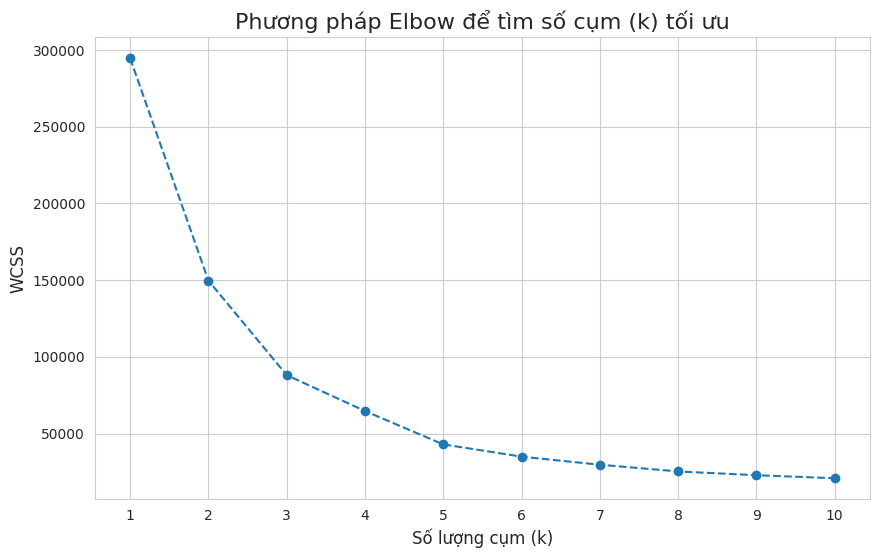 Phương pháp Elbow để tìm số cụm (k) tối ưu
300000
250000
200000
150000
100000
50000
WCSS
1 2 3 4 5 6 7 8 9 10
Số lượng cụm (k)